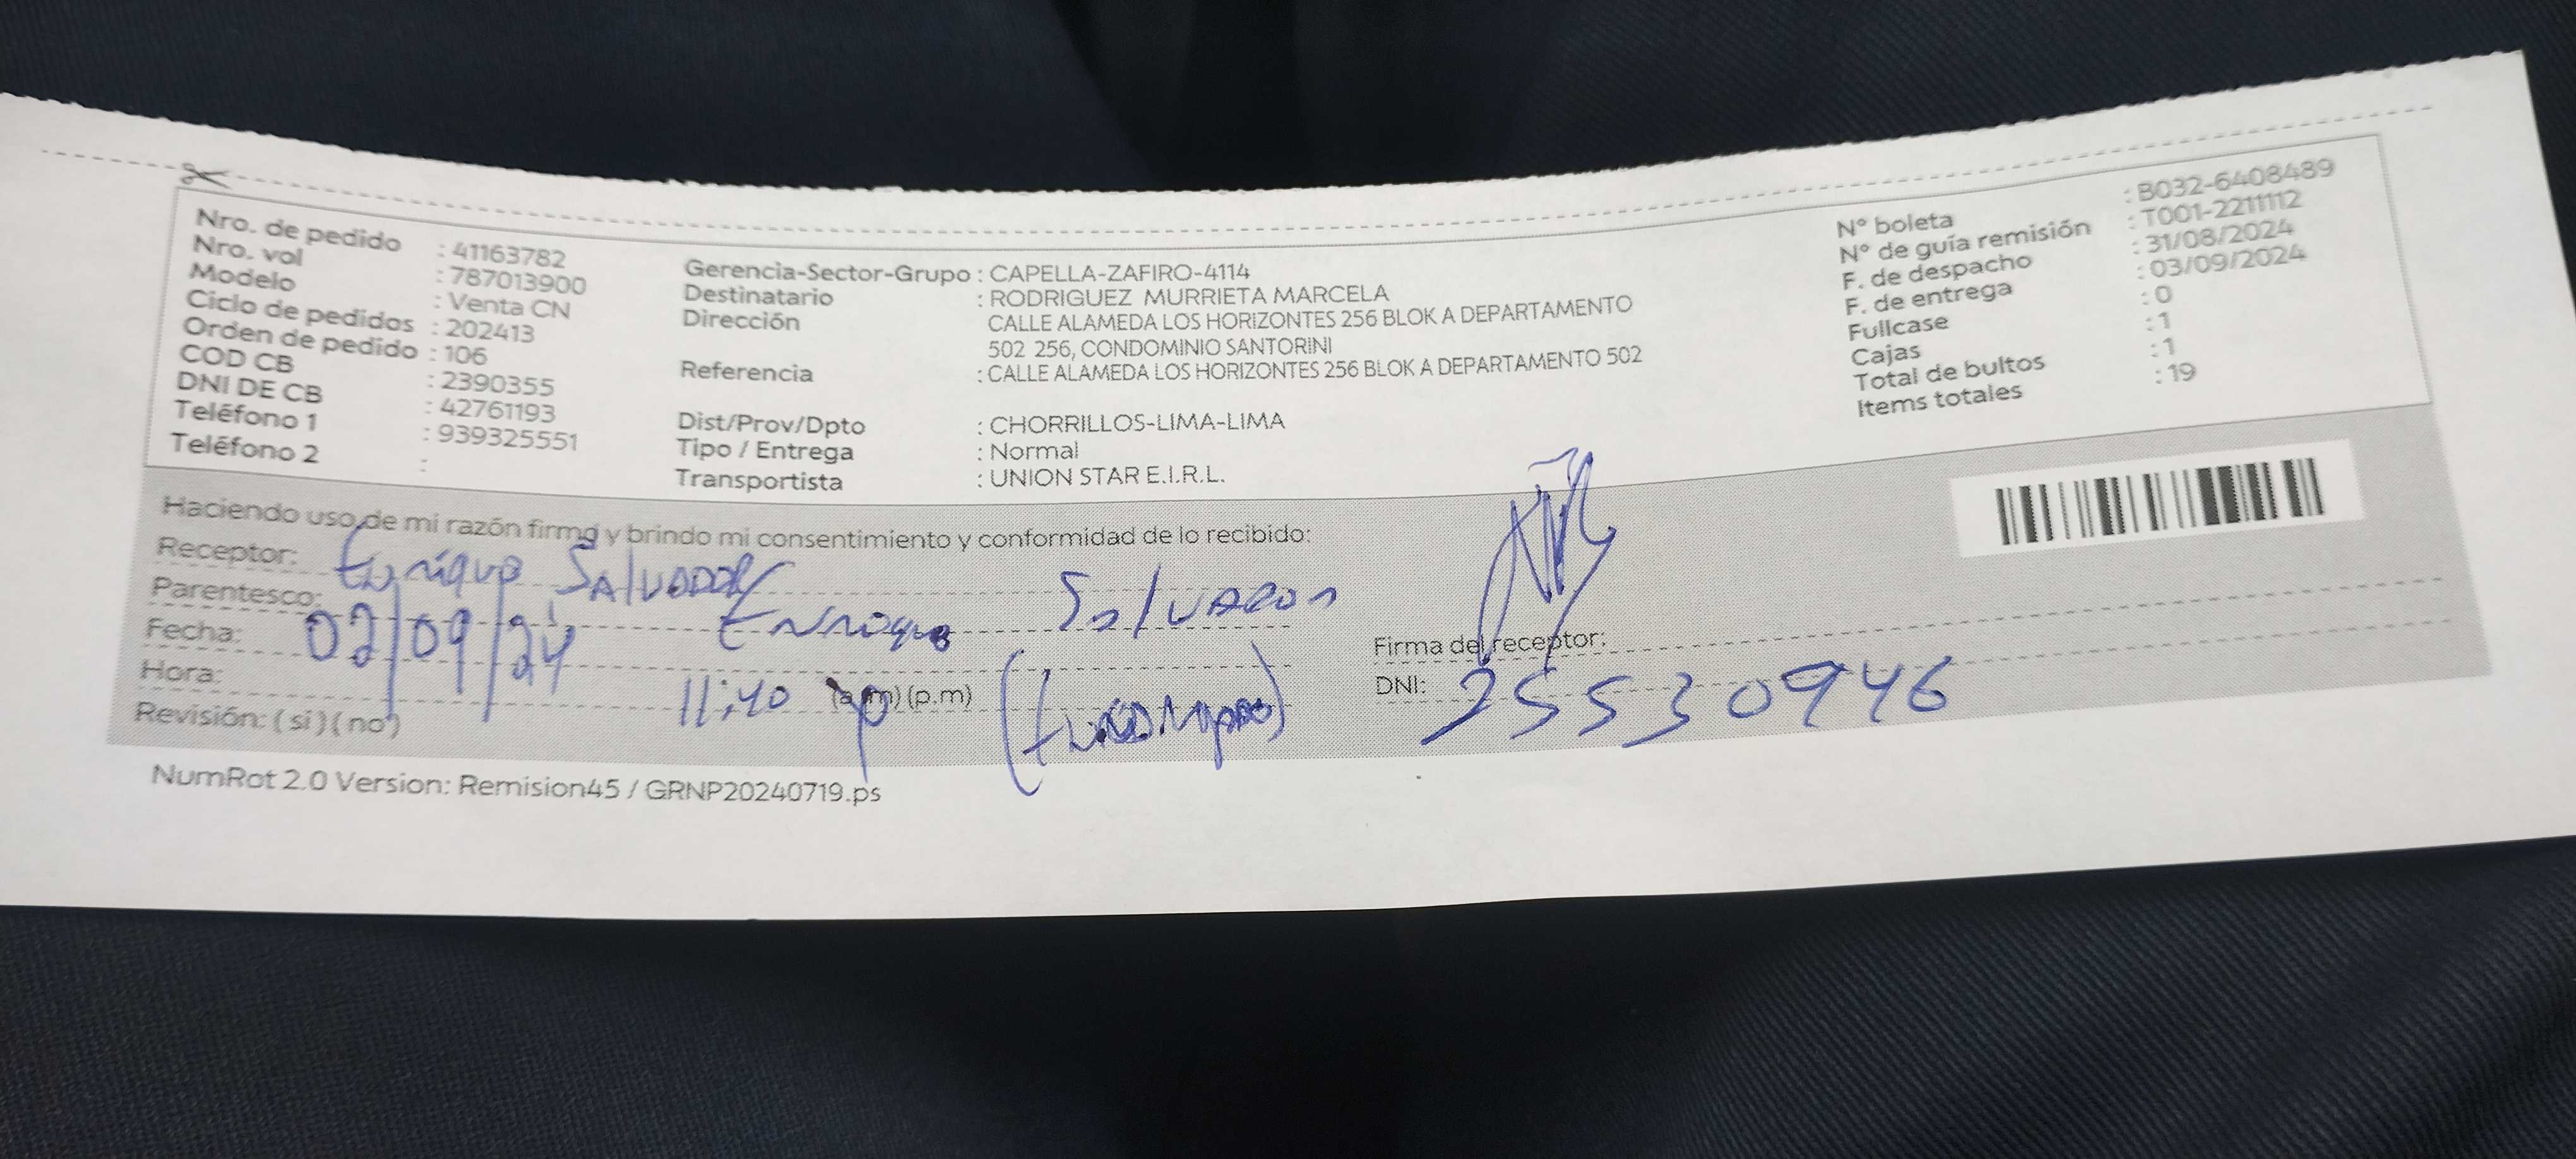 Nro. de pedido : 41163782
Nro. vol : 787013900
Modelo : Venta CN
Ciclo de pedidos : 202413
Orden de pedido : 106
COD CB : 2390355
DNI DE CB : 42761193
Teléfono 1 : 939325551
Teléfono 2 :
Gerencia-Sector-Grupo : CAPELLA-ZAFIRO-4114
Destinatario : RODRIGUEZ MURRIETA MARCELA
Dirección CALLE ALAMEDA LOS HORIZONTES 256 BLOK A DEPARTAMENTO
502 256, CONDOMINIO SANTORINI
Referencia : CALLE ALAMEDA LOS HORIZONTES 256 BLOK A DEPARTAMENTO 502
Dist/Prov/Dpto : CHORRILLOS-LIMA-LIMA
Tipo / Entrega : Normal
Transportista : UNION STAR E.I.R.L.
N° boleta : B032-6408489
N° de guía remisión : T001-2211112
F. de despacho : 31/08/2024
F. de entrega : 03/09/2024
Fullcase : 0
Cajas : 1
Total de bultos : 1
Items totales : 19
Haciendo uso de mi razón firmo y brindo mi consentimiento y conformidad de lo recibido:
Receptor: Enrique Salvador
Parentesco: Enrique Salvador
Fecha: 02/09/24
Hora: 11:40 (a.m) (p.m)
Revisión: (si) (no)
Firma del receptor:
DNI: 25530946
NumRot 2.0 Version: Remision45 / GRNP20240719.ps